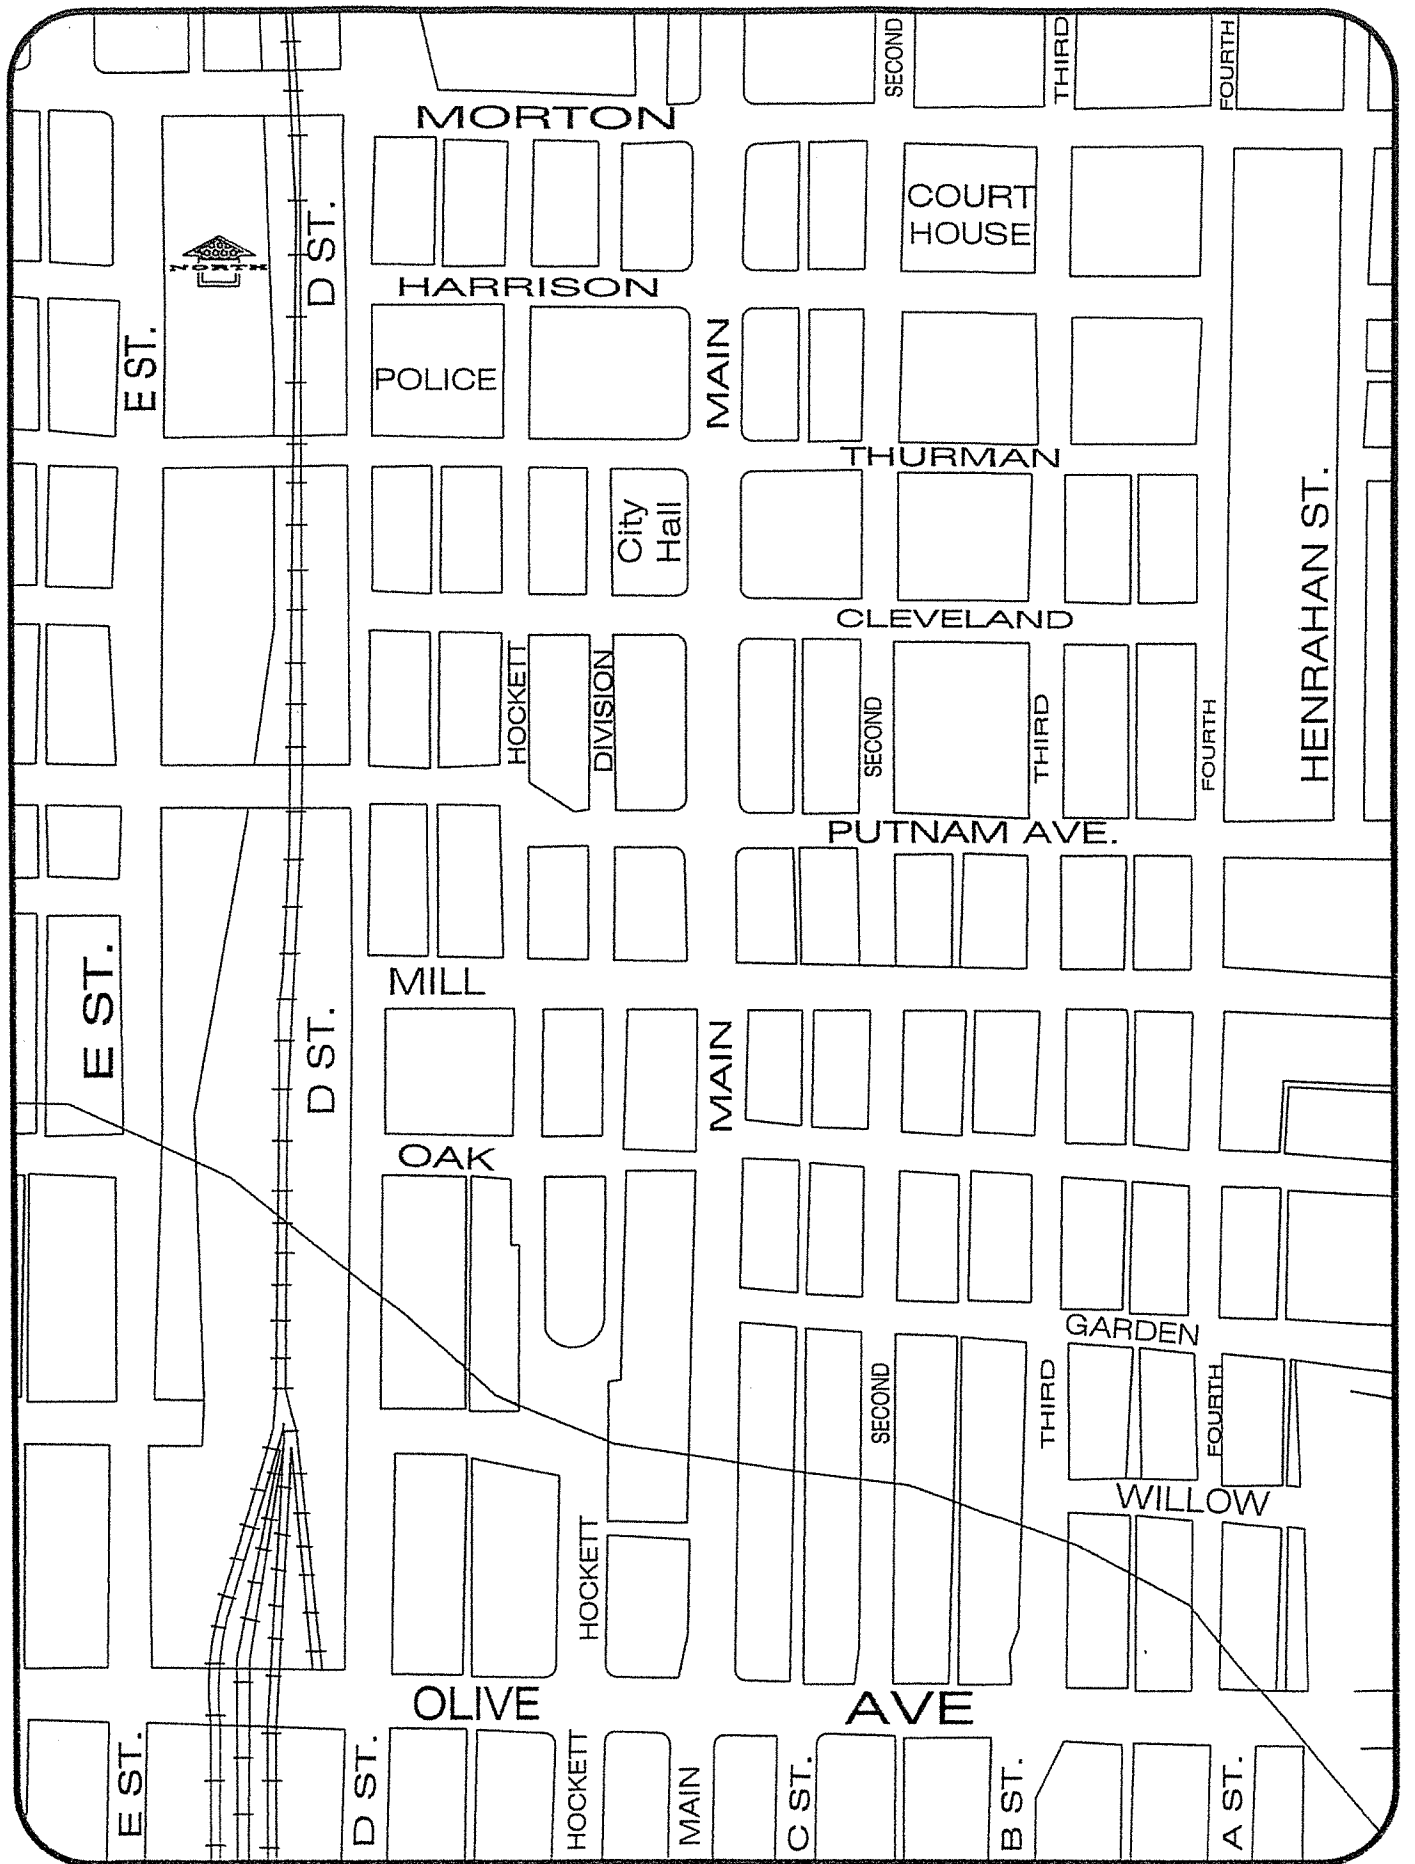 SECOND
THIRD
FOURTH
MORTON
COURT
HOUSE
NORTH
D ST.
HARRISON
E ST.
POLICE
MAIN
THURMAN
City
Hall
HENRAHAN ST.
CLEVELAND
HOCKETT
DIVISION
SECOND
THIRD
FOURTH
PUTNAM AVE.
E ST.
MILL
D ST.
MAIN
OAK
GARDEN
SECOND
THIRD
FOURTH
WILLOW
HOCKETT
OLIVE
AVE
E ST.
D ST.
HOCKETT
MAIN
C ST.
B ST.
A ST.